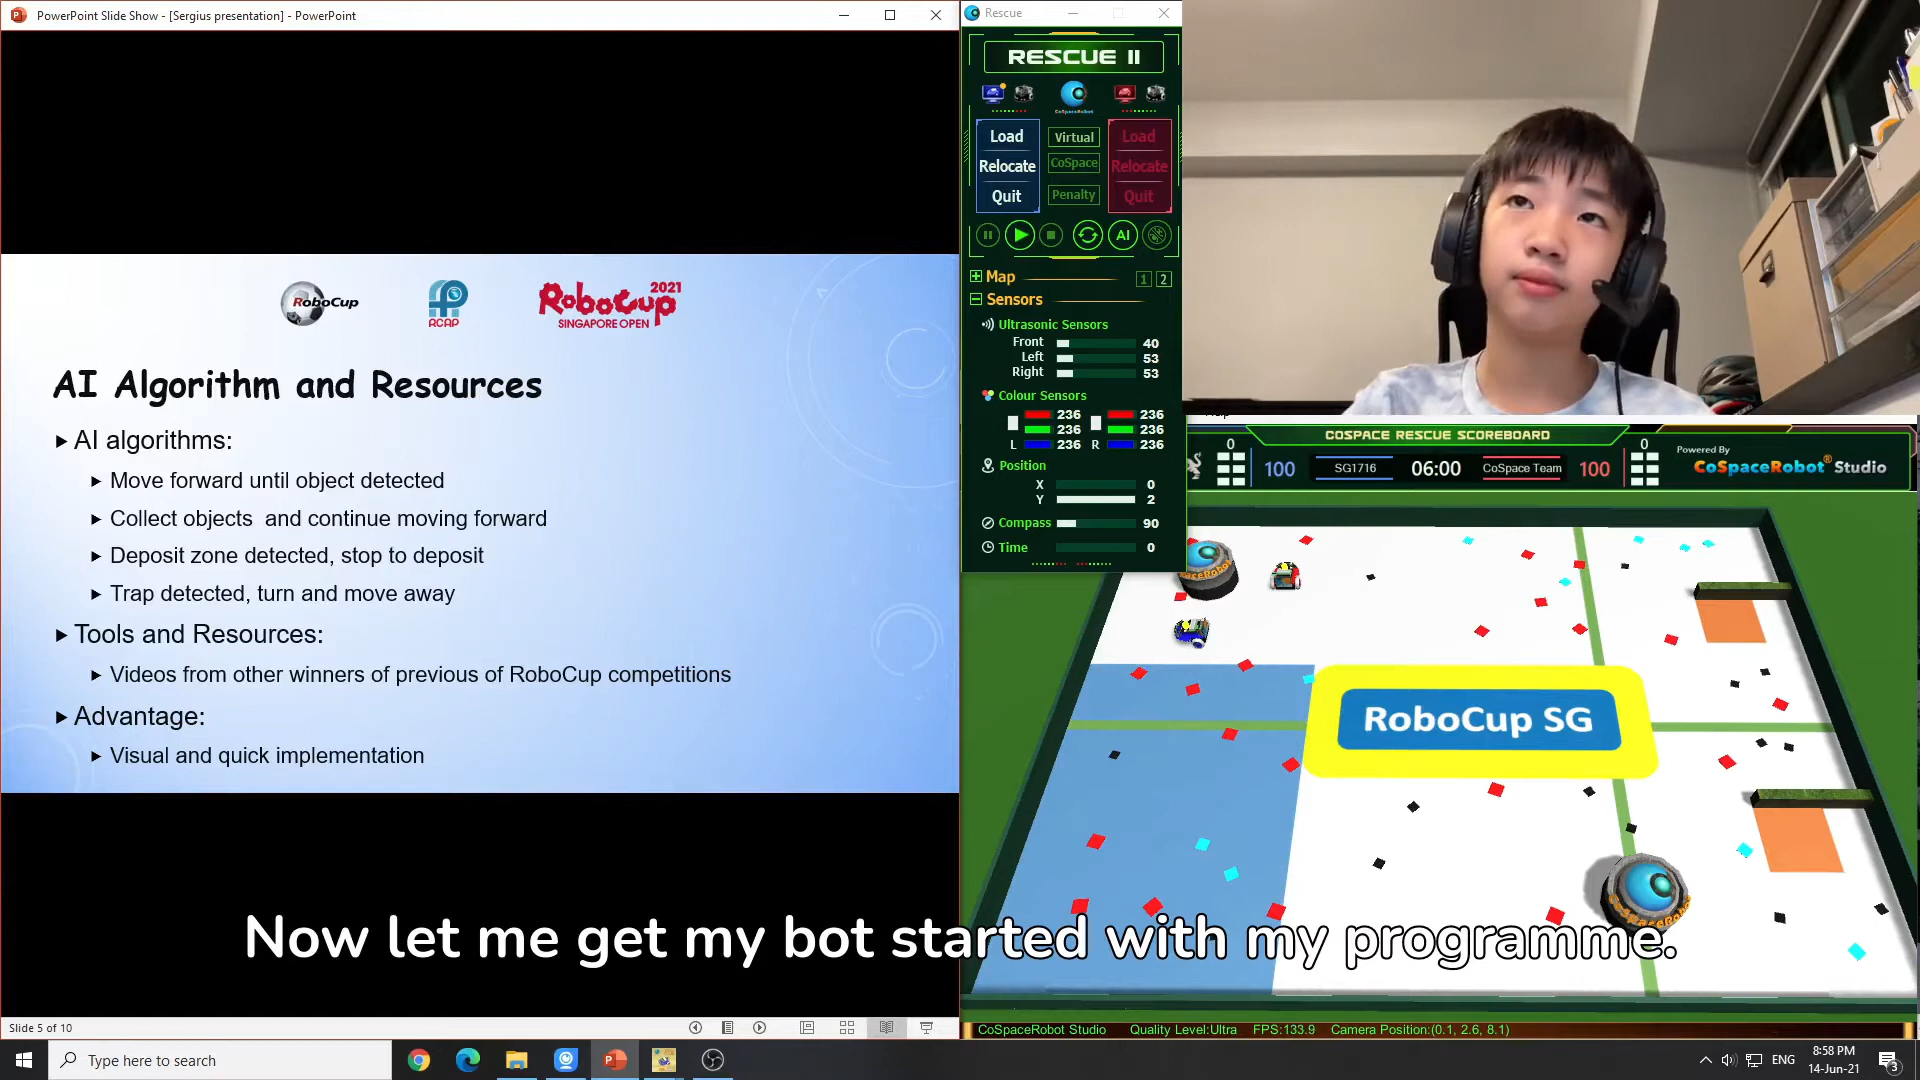 PowerPoint Slide Show - [Sergius presentation] - PowerPoint
RoboCup
RCAP
RoboCup 2021
SINGAPORE OPEN
AI Algorithm and Resources
AI algorithms:
Move forward until object detected
Collect objects and continue moving forward
Deposit zone detected, stop to deposit
Trap detected, turn and move away
Tools and Resources:
Videos from other winners of previous of RoboCup competitions
Advantage:
Visual and quick implementation
Slide 5 of 10
Rescue
RESCUE II
CoSpaceRobot
Load
Virtual
Load
Relocate
CoSpace
Relocate
Quit
Penalty
Quit
AI
Map
1 2
Sensors
Ultrasonic Sensors
Front 40
Left 53
Right 53
Colour Sensors
236 236
236 236
L 236 R 236
Position
X 0
Y 2
Compass 90
Time 0
COSPACE RESCUE SCOREBOARD
0
100
SG1716
06:00
CoSpace Team
100
0
Powered By
CoSpaceRobot® Studio
RoboCup SG
Now let me get my bot started with my programme.
CoSpaceRobot Studio Quality Level:Ultra FPS:133.9 Camera Position:(0.1, 2.6, 8.1)
Type here to search
ENG
8:58 PM
14-Jun-21
3